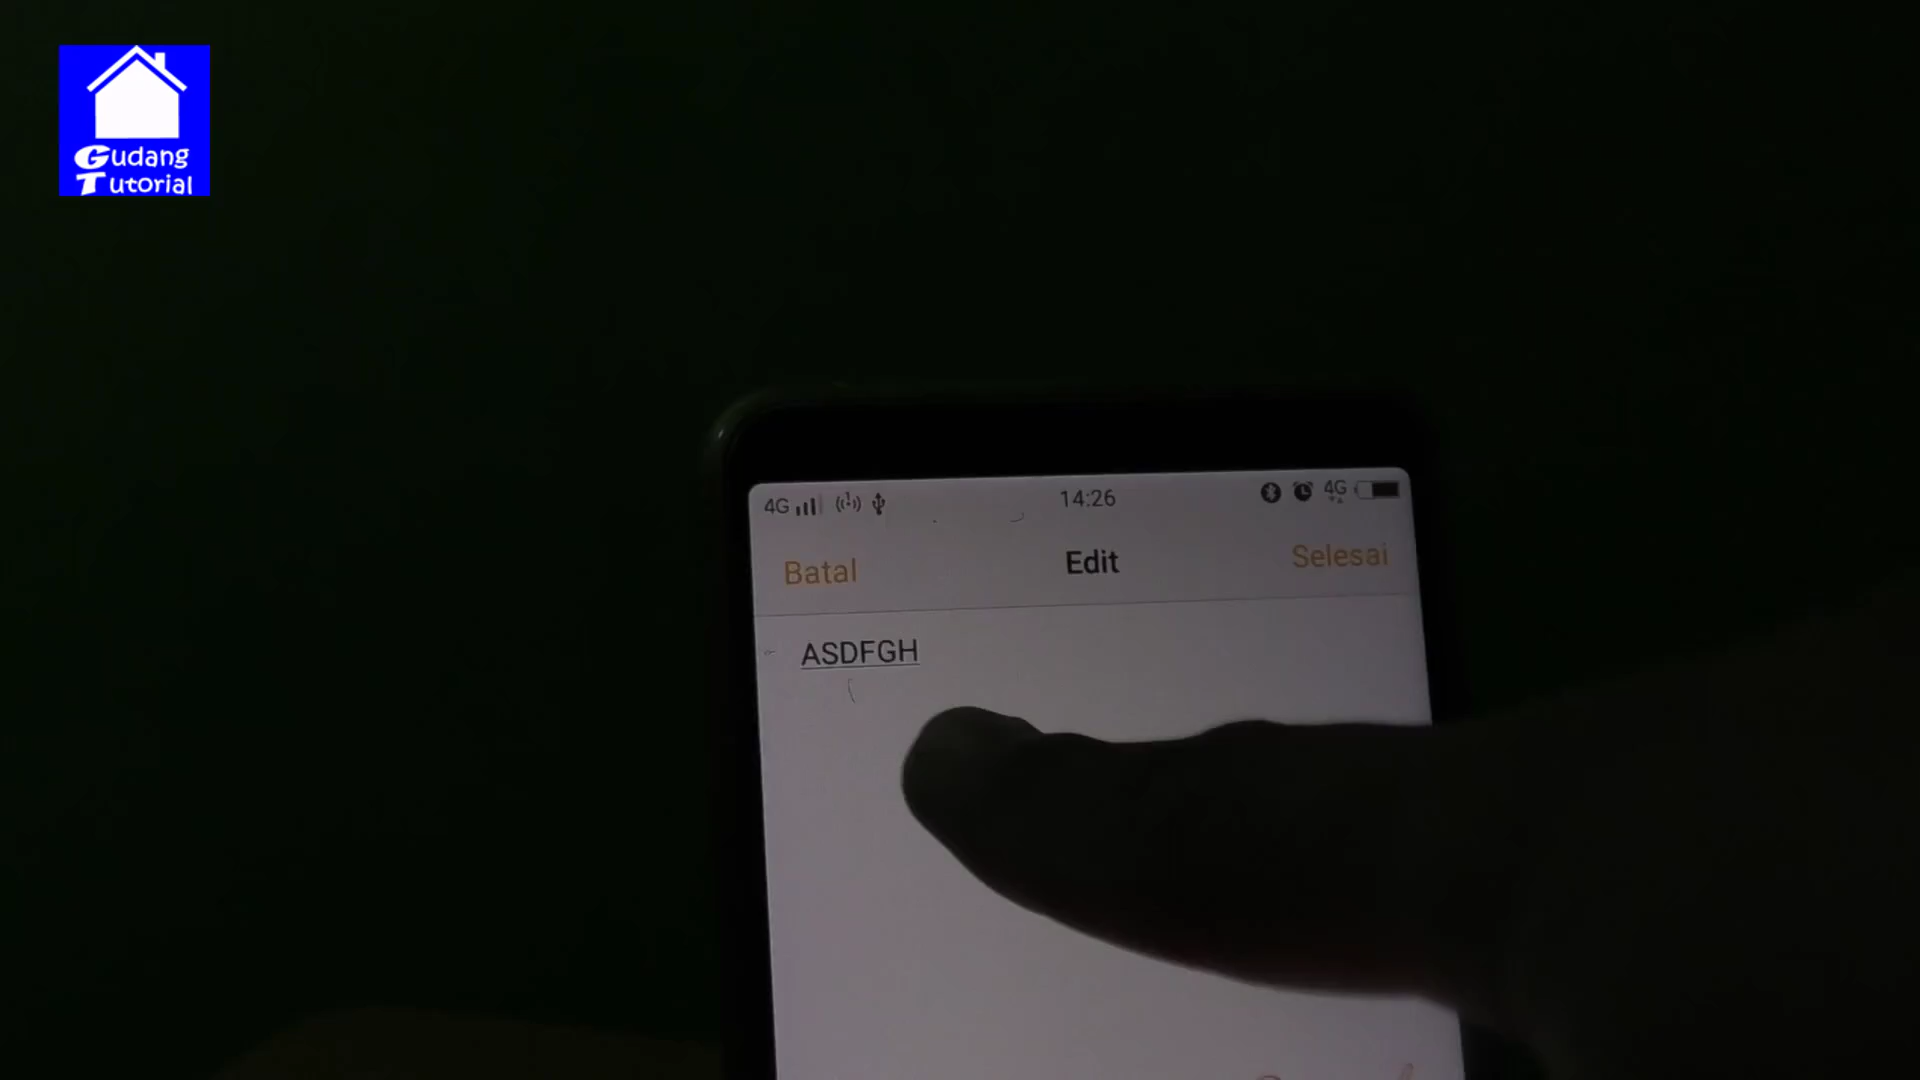 Gudang
Tutorial
4G 14:26 4G
Batal Edit Selesai
ASDFGH